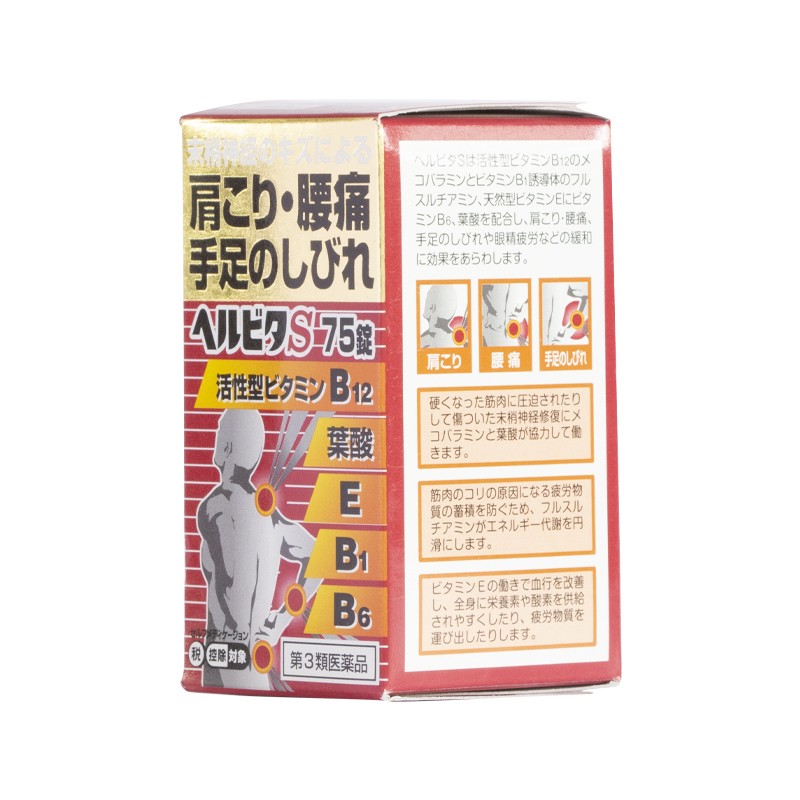 末梢神経のキズによる
肩こり・腰痛
手足のしびれ
ヘルビタS 75錠
活性型ビタミン B12
葉酸
E
B1
B6
セルフメディケーション
税 控除 対象
第3類医薬品
ヘルビタSは活性型ビタミンB12のメ
コバラミンとビタミンB1誘導体のフル
スルチアミン、天然型ビタミンEにビタ
ミンB6、葉酸を配合し、肩こり・腰痛、
手足のしびれや眼精疲労などの緩和
に効果をあらわします。
肩こり 腰痛 手足のしびれ
硬くなった筋肉に圧迫されたり
して傷ついた末梢神経修復にメ
コバラミンと葉酸が協力して働
きます。
筋肉のコリの原因になる疲労物
質の蓄積を防ぐため、フルスル
チアミンがエネルギー代謝を円
滑にします。
ビタミンEの働きで血行を改善
し、全身に栄養素や酸素を供給
されやすくしたり、疲労物質を
運び出したりします。